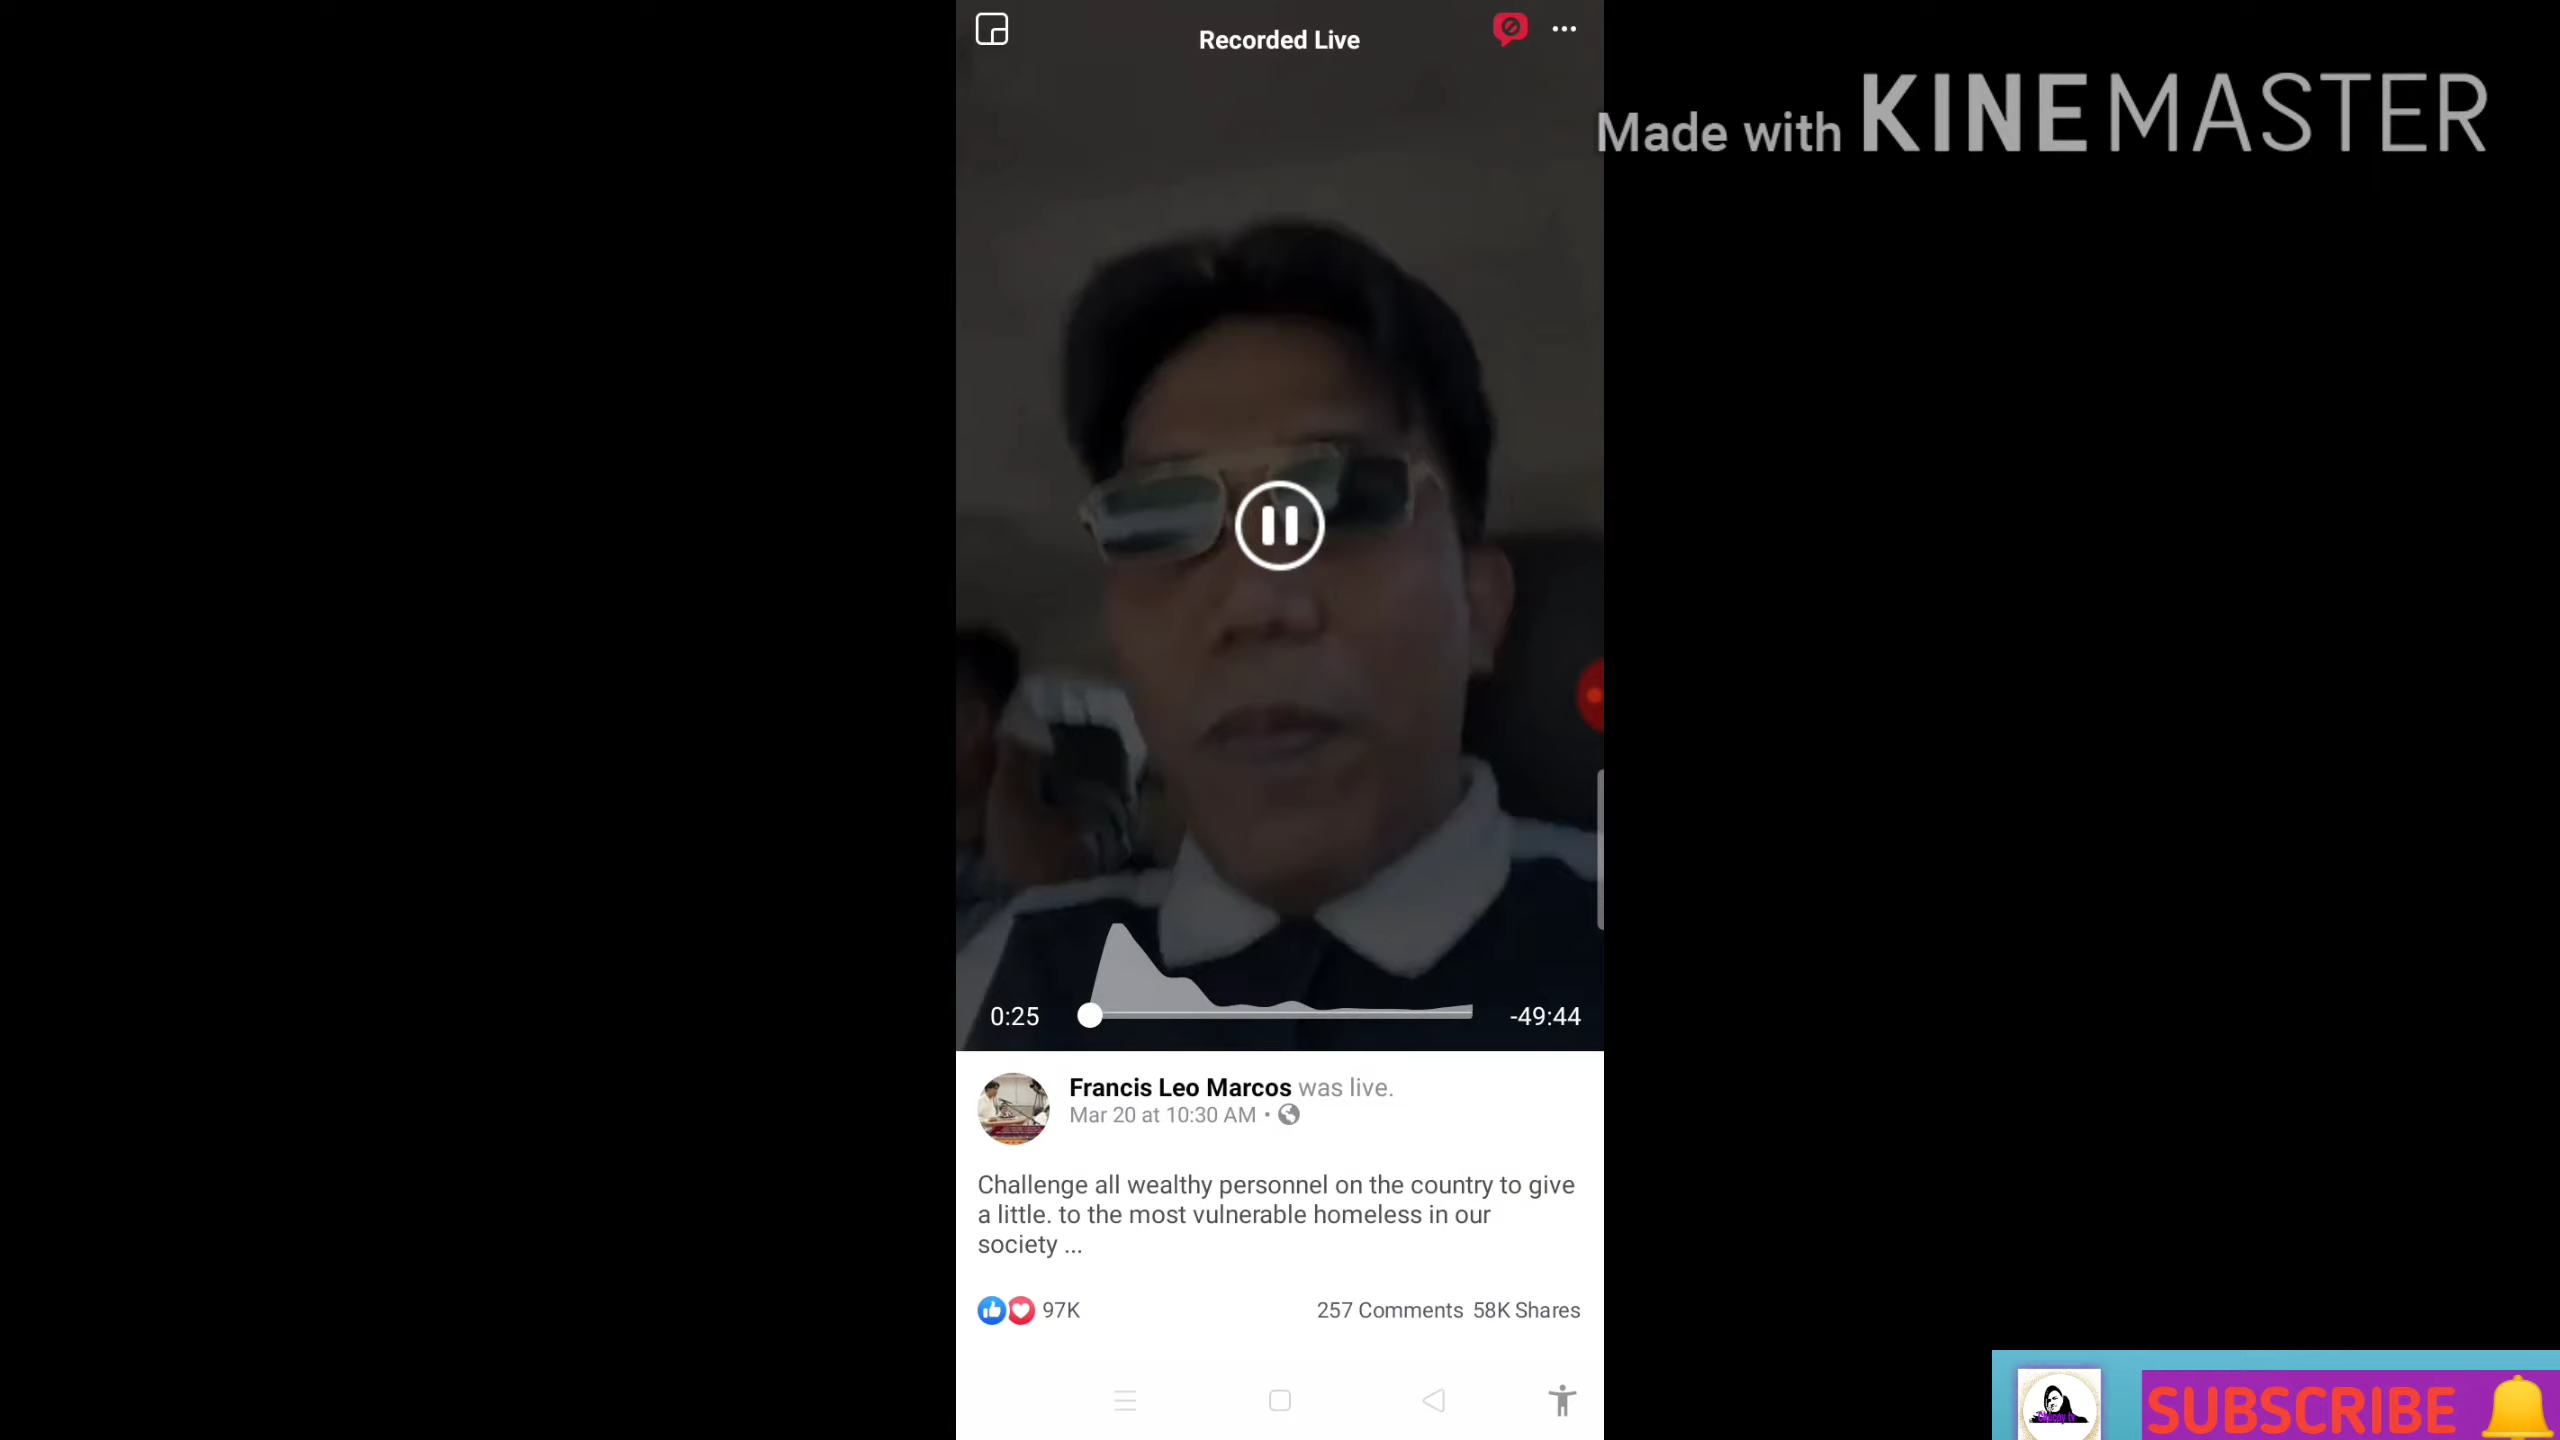 Recorded Live
Made with KINEMASTER
0:25
-49:44
Francis Leo Marcos was live.
Mar 20 at 10:30 AM •
Challenge all wealthy personnel on the country to give
a little. to the most vulnerable homeless in our
society ...
97K
257 Comments 58K Shares
SUBSCRIBE